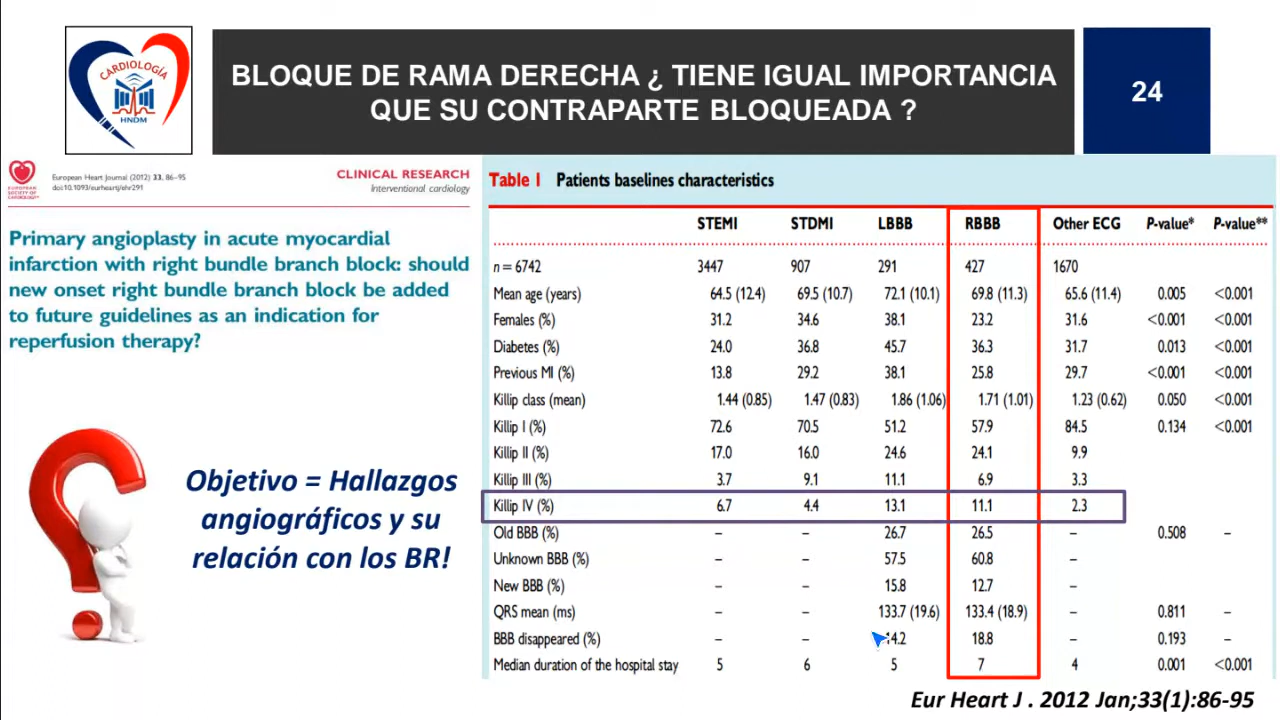 CARDIOLOGÍA
HNDM
BLOQUE DE RAMA DERECHA ¿ TIENE IGUAL IMPORTANCIA
QUE SU CONTRAPARTE BLOQUEADA ?
24
EUROPEAN
SOCIETY OF
CARDIOLOGY
European Heart Journal (2012) 33, 86–95
doi:10.1093/eurheartj/ehr291
CLINICAL RESEARCH
Interventional cardiology
Primary angioplasty in acute myocardial
infarction with right bundle branch block: should
new onset right bundle branch block be added
to future guidelines as an indication for
reperfusion therapy?
Objetivo = Hallazgos
angiográficos y su
relación con los BR!
Table 1 Patients baselines characteristics
STEMI STDMI LBBB RBBB Other ECG P-value* P-value**
n = 6742 3447 907 291 427 1670
Mean age (years) 64.5 (12.4) 69.5 (10.7) 72.1 (10.1) 69.8 (11.3) 65.6 (11.4) 0.005 <0.001
Females (%) 31.2 34.6 38.1 23.2 31.6 <0.001 <0.001
Diabetes (%) 24.0 36.8 45.7 36.3 31.7 0.013 <0.001
Previous MI (%) 13.8 29.2 38.1 25.8 29.7 <0.001 <0.001
Killip class (mean) 1.44 (0.85) 1.47 (0.83) 1.86 (1.06) 1.71 (1.01) 1.23 (0.62) 0.050 <0.001
Killip I (%) 72.6 70.5 51.2 57.9 84.5 0.134 <0.001
Killip II (%) 17.0 16.0 24.6 24.1 9.9
Killip III (%) 3.7 9.1 11.1 6.9 3.3
Killip IV (%) 6.7 4.4 13.1 11.1 2.3
Old BBB (%) – – 26.7 26.5 – 0.508 –
Unknown BBB (%) – – 57.5 60.8 –
New BBB (%) – – 15.8 12.7 –
QRS mean (ms) – – 133.7 (19.6) 133.4 (18.9) – 0.811 –
BBB disappeared (%) – – 14.2 18.8 – 0.193 –
Median duration of the hospital stay 5 6 5 7 4 0.001 <0.001
Eur Heart J . 2012 Jan;33(1):86-95